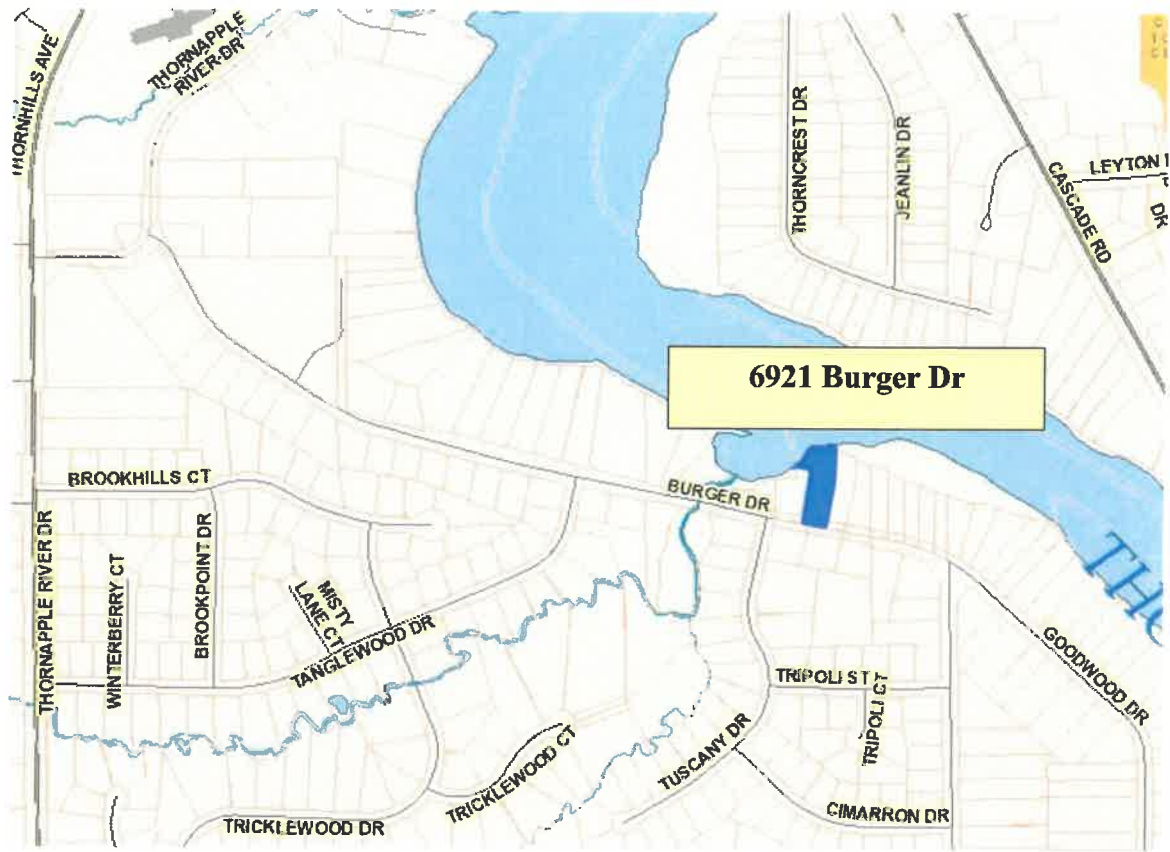 THORNAPPLE
RIVER DR
THORNHILLS AVE
THORNCREST DR
JEANLIN DR
LEYTON
DR
CASCADE RD
6921 Burger Dr
BROOKHILLS CT
BURGER DR
THORNAPPLE RIVER DR
WINTERBERRY CT
BROOKPOINT DR
MISTY
LANE CT
TANGLEWOOD DR
THO
GOODWOOD DR
TRIPOLI ST
TRIPOLI CT
TUSCANY DR
TRICKLEWOOD CT
TRICKLEWOOD DR
CIMARRON DR